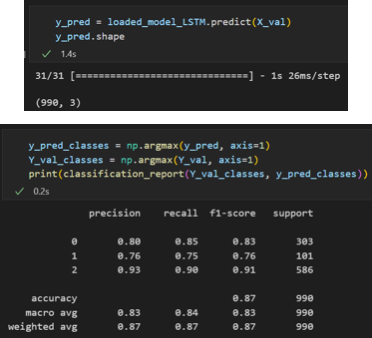 y_pred = loaded_model_LSTM.predict(X_val)
y_pred.shape
✓ 1.4s
31/31 [==============================] - 1s 26ms/step
(990, 3)
y_pred_classes = np.argmax(y_pred, axis=1)
Y_val_classes = np.argmax(Y_val, axis=1)
print(classification_report(Y_val_classes, y_pred_classes))
✓ 0.2s
precision recall f1-score support
0 0.80 0.85 0.83 303
1 0.76 0.75 0.76 101
2 0.93 0.90 0.91 586
accuracy 0.87 990
macro avg 0.83 0.84 0.83 990
weighted avg 0.87 0.87 0.87 990